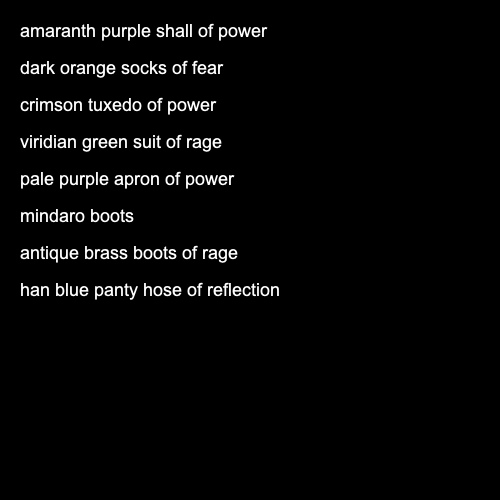 amaranth purple shall of power
dark orange socks of fear
crimson tuxedo of power
viridian green suit of rage
pale purple apron of power
mindaro boots
antique brass boots of rage
han blue panty hose of reflection